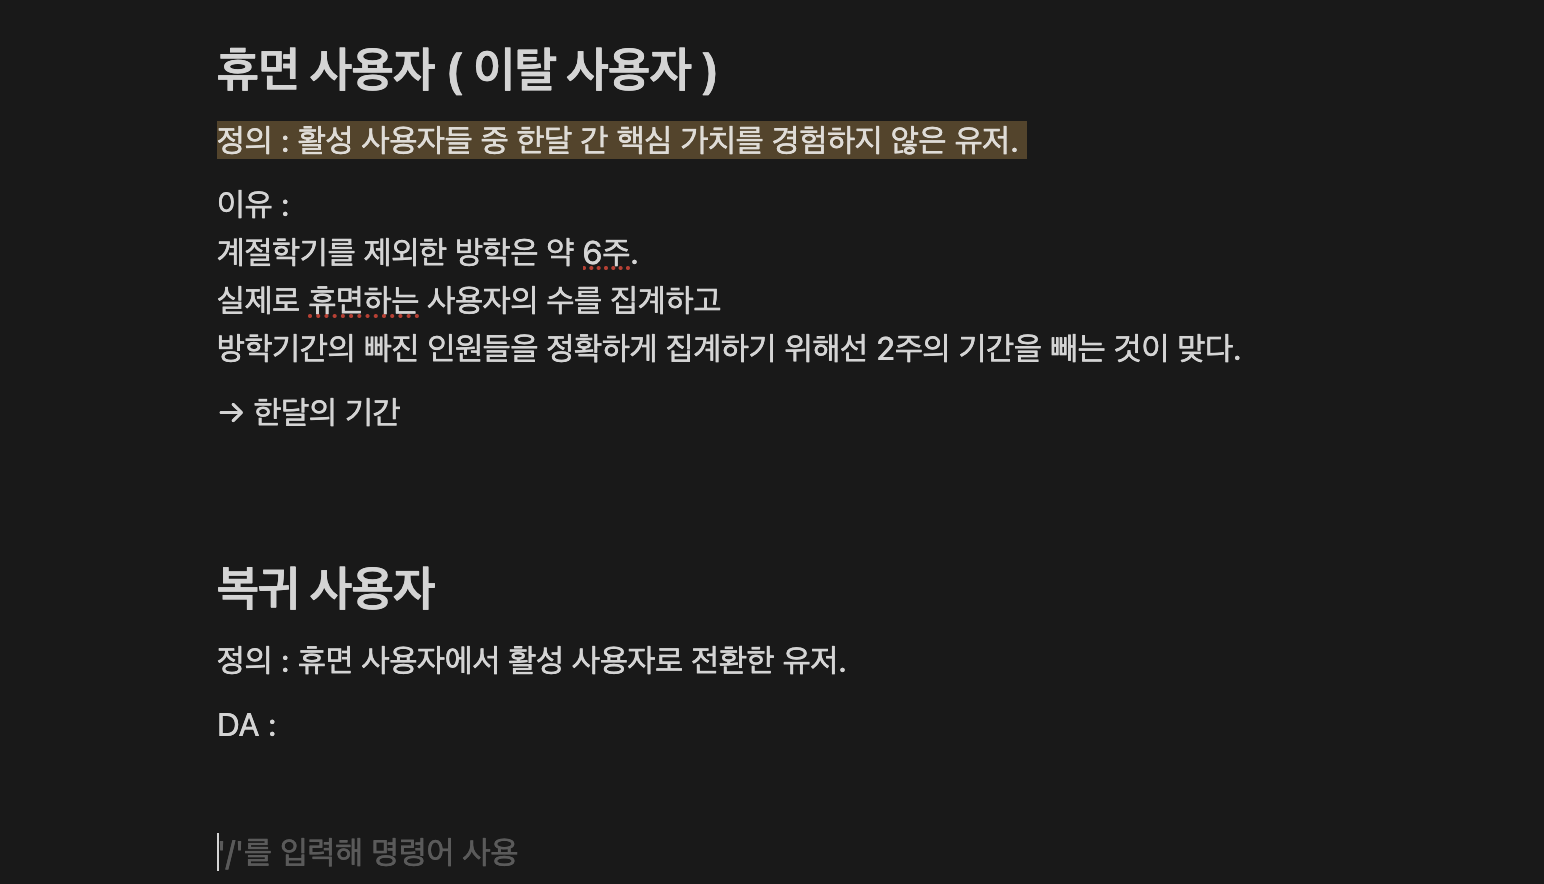 휴면 사용자 ( 이탈 사용자 )
정의 : 활성 사용자들 중 한달 간 핵심 가치를 경험하지 않은 유저.
이유 :
계절학기를 제외한 방학은 약 6주.
실제로 휴면하는 사용자의 수를 집계하고
방학기간의 빠진 인원들을 정확하게 집계하기 위해선 2주의 기간을 빼는 것이 맞다.
→ 한달의 기간
복귀 사용자
정의 : 휴면 사용자에서 활성 사용자로 전환한 유저.
DA :
'/'를 입력해 명령어 사용